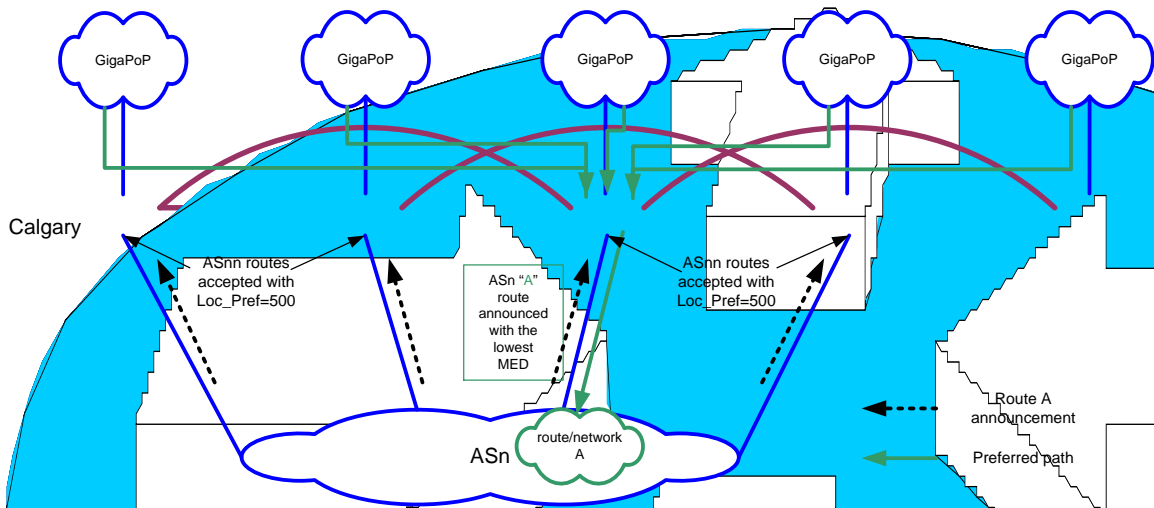 GigaPoP
GigaPoP
GigaPoP
GigaPoP
GigaPoP
Calgary
ASnn routes
accepted with
Loc_Pref=500
ASn “A”
route
announced
with the
lowest
MED
ASnn routes
accepted with
Loc_Pref=500
Route A
announcement
Preferred path
ASn
route/network
A